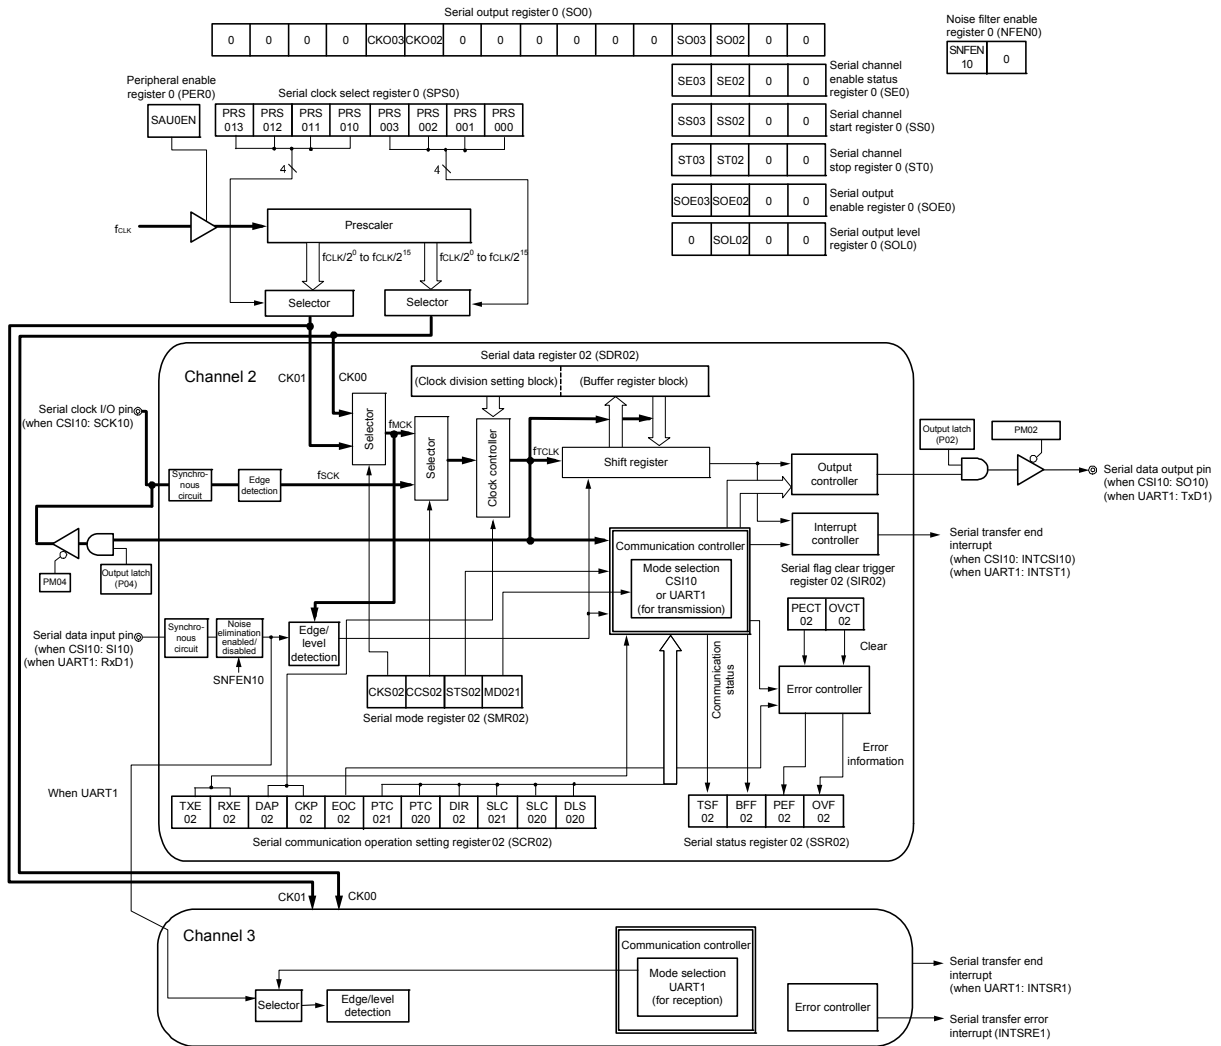 Serial output register 0 (SO0)
0 0 0 0 CKO03 CKO02 0 0 0 0 0 0 SO03 SO02 0 0
Noise filter enable
register 0 (NFEN0)
SNFEN
10
0
Peripheral enable
register 0 (PER0)
SAU0EN
Serial clock select register 0 (SPS0)
PRS PRS PRS PRS PRS PRS PRS PRS
013 012 011 010 003 002 001 000
4
4
SE03 SE02 0 0
Serial channel
enable status
register 0 (SE0)
SS03 SS02 0 0
Serial channel
start register 0 (SS0)
ST03 ST02 0 0
Serial channel
stop register 0 (ST0)
SOE03 SOE02 0 0
Serial output
enable register 0 (SOE0)
0 SOL02 0 0
Serial output level
register 0 (SOL0)
fCLK
Prescaler
fCLK/2⁰ to fCLK/2¹⁵
fCLK/2⁰ to fCLK/2¹⁵
Selector
Selector
Channel 2
CK01
CK00
Serial data register 02 (SDR02)
(Clock division setting block)
(Buffer register block)
Serial clock I/O pin
(when CSI10: SCK10)
Selector
fMCK
Selector
Clock controller
fTCLK
Shift register
Synchro-
nous
circuit
Edge
detection
fSCK
Output
controller
Output latch
(P02)
PM02
Serial data output pin
(when CSI10: SO10)
(when UART1: TxD1)
PM04
Output latch
(P04)
Communication controller
Mode selection
CSI10
or UART1
(for transmission)
Interrupt
controller
Serial transfer end
interrupt
(when CSI10: INTCSI10)
(when UART1: INTST1)
Serial flag clear trigger
register 02 (SIR02)
PECT OVCT
02 02
Clear
Serial data input pin
(when CSI10: SI10)
(when UART1: RxD1)
Synchro-
nous
circuit
Noise
elimination
enabled/
disabled
SNFEN10
Edge/
level
detection
CKS02 CCS02 STS02 MD021
Serial mode register 02 (SMR02)
Communication
status
Error controller
Error
information
When UART1
TXE RXE DAP CKP EOC PTC PTC DIR SLC SLC DLS
02 02 02 02 02 021 020 02 021 020 020
Serial communication operation setting register 02 (SCR02)
TSF BFF PEF OVF
02 02 02 02
Serial status register 02 (SSR02)
CK01
CK00
Channel 3
Communication controller
Mode selection
UART1
(for reception)
Selector
Edge/level
detection
Error controller
Serial transfer end
interrupt
(when UART1: INTSR1)
Serial transfer error
interrupt (INTSRE1)